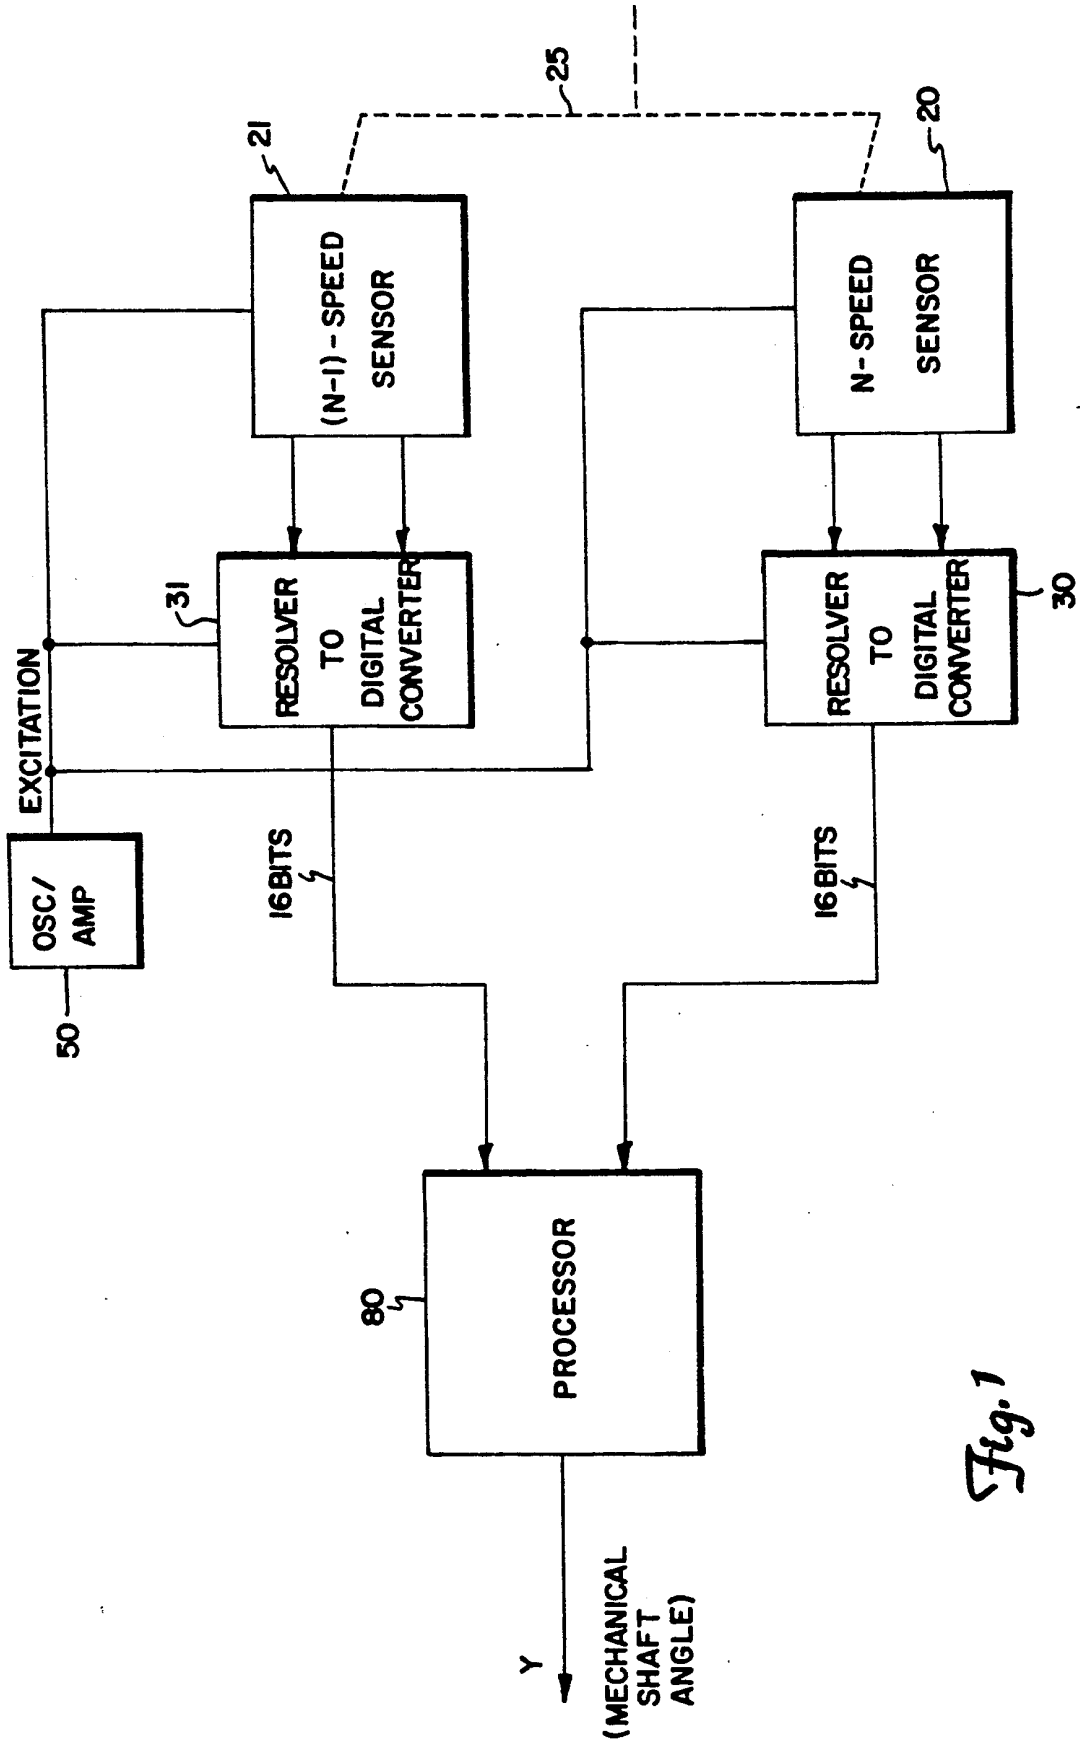 50
OSC/
AMP
EXCITATION
31
RESOLVER
TO
DIGITAL
CONVERTER
21
(N-1)-SPEED
SENSOR
25
16BITS
80
PROCESSOR
Y
(MECHANICAL
SHAFT
ANGLE)
16BITS
RESOLVER
TO
DIGITAL
CONVERTER
30
N-SPEED
SENSOR
20
Fig.1